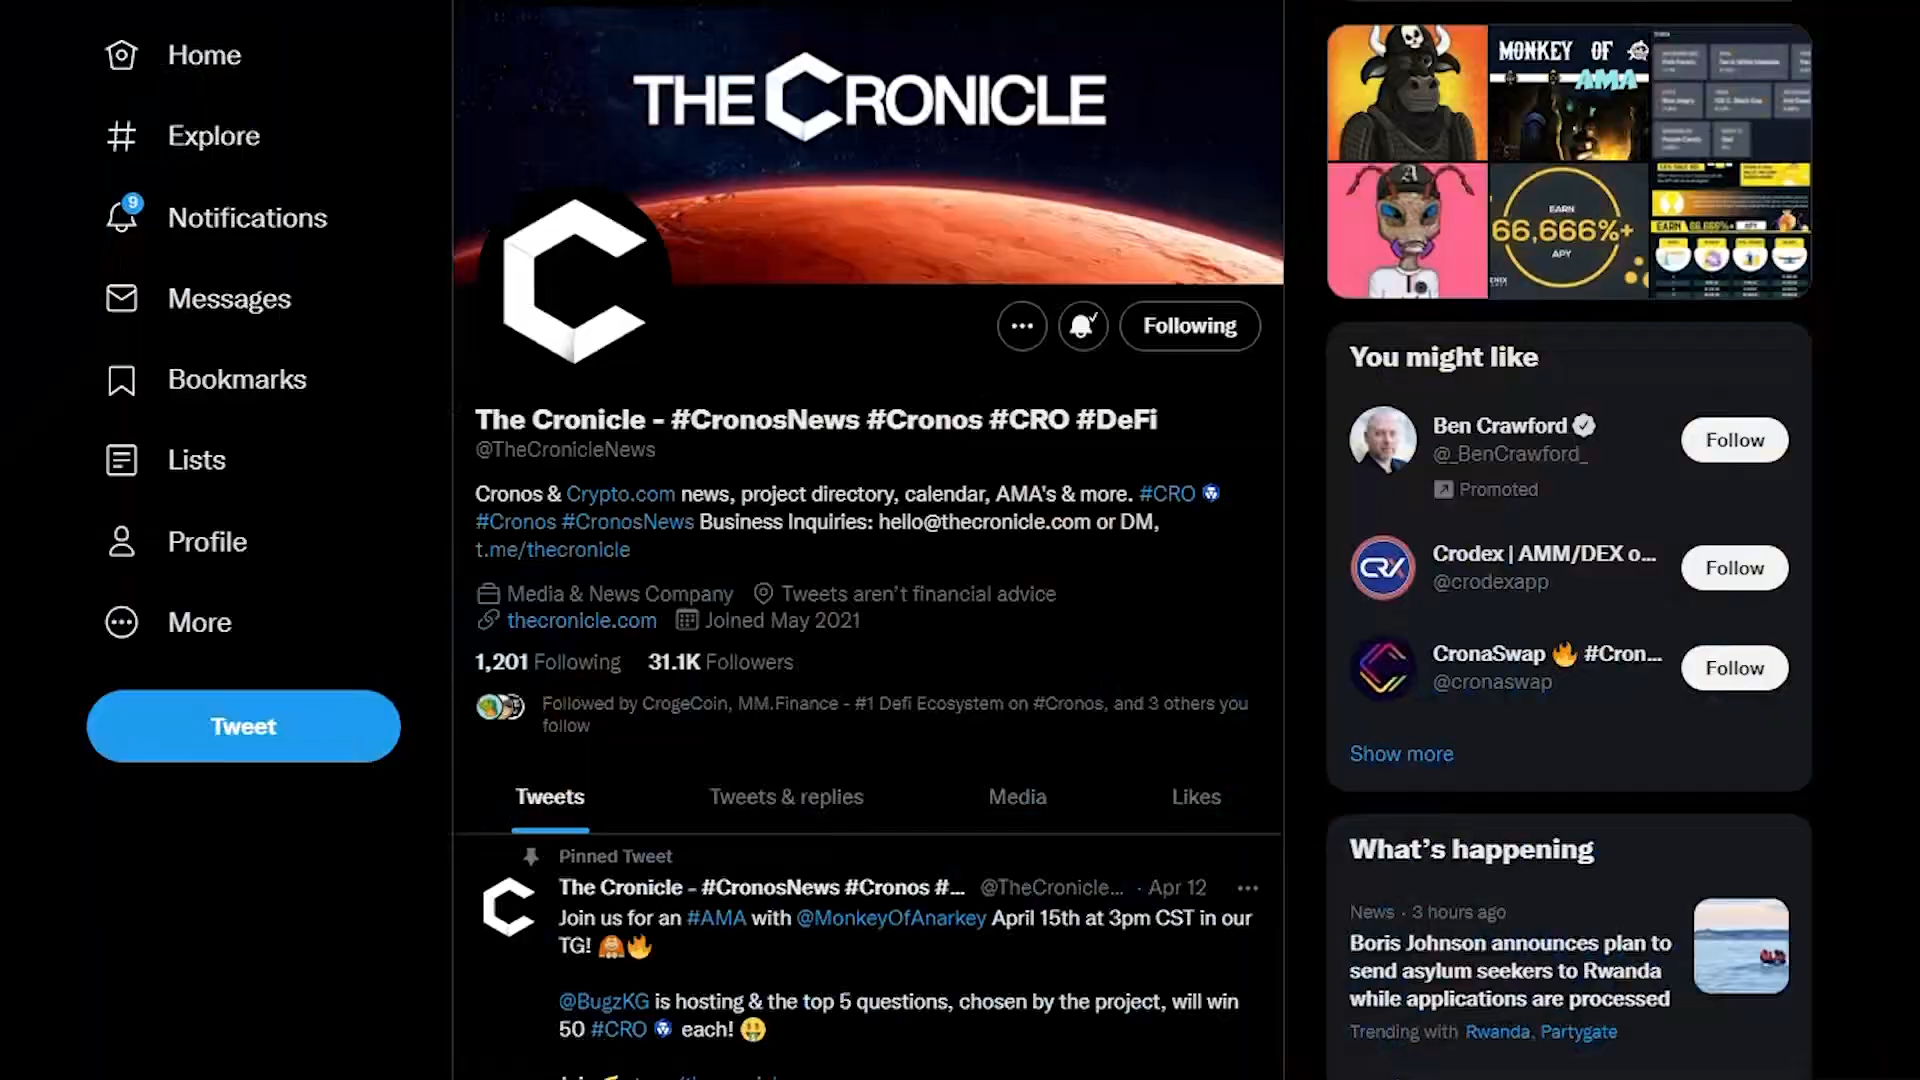 Home
Explore
9
Notifications
Messages
Bookmarks
Lists
Profile
More
Tweet
THE CRONICLE
Following
The Cronicle - #CronosNews #Cronos #CRO #DeFi
@TheCronicleNews
Cronos & Crypto.com news, project directory, calendar, AMA's & more. #CRO
#Cronos #CronosNews Business Inquiries: hello@thecronicle.com or DM,
t.me/thecronicle
Media & News Company Tweets aren't financial advice
thecronicle.com Joined May 2021
1,201 Following 31.1K Followers
Followed by CrogeCoin, MM.Finance - #1 Defi Ecosystem on #Cronos, and 3 others you
follow
Tweets Tweets & replies Media Likes
Pinned Tweet
The Cronicle - #CronosNews #Cronos #... @TheCronicle... · Apr 12
Join us for an #AMA with @MonkeyOfAnarkey April 15th at 3pm CST in our
TG! 🙈🔥
@BugzKG is hosting & the top 5 questions, chosen by the project, will win
50 #CRO each! 🤑
MONKEY OF
AMA
A
EARN
66,666%+
APY
EARN 66,666%+ APY
You might like
Ben Crawford
@_BenCrawford_
Promoted
Follow
CRX
Crodex | AMM/DEX o...
@crodexapp
Follow
CronaSwap 🔥 #Cron...
@cronaswap
Follow
Show more
What's happening
News · 3 hours ago
Boris Johnson announces plan to
send asylum seekers to Rwanda
while applications are processed
Trending with Rwanda, Partygate